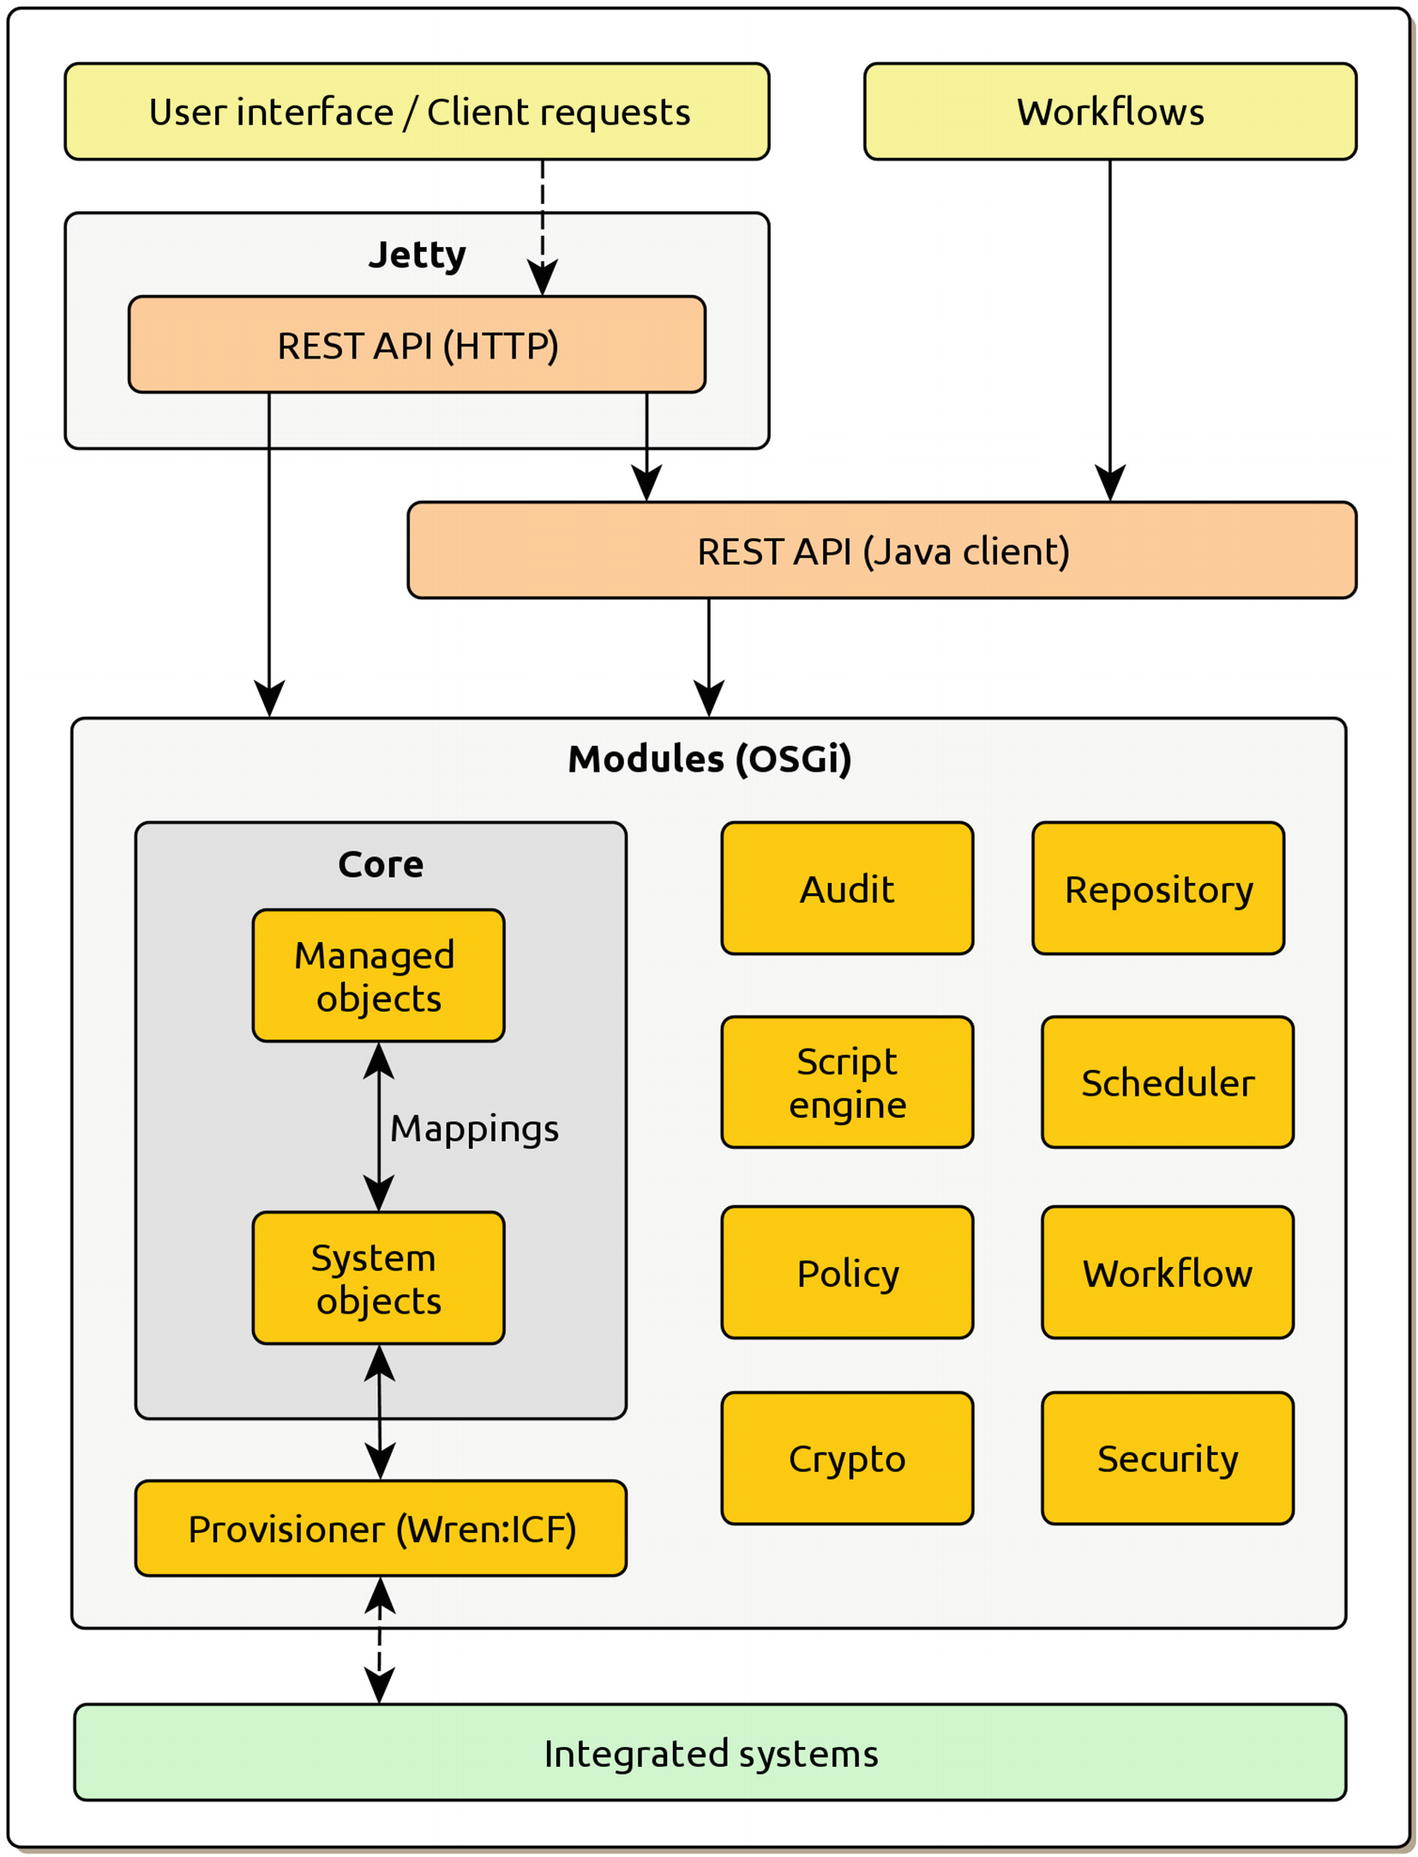 User interface / Client requests
Workflows
Jetty
REST API (HTTP)
REST API (Java client)
Modules (OSGi)
Core
Managed
objects
Mappings
System
objects
Provisioner (Wren:ICF)
Audit
Repository
Script
engine
Scheduler
Policy
Workflow
Crypto
Security
Integrated systems